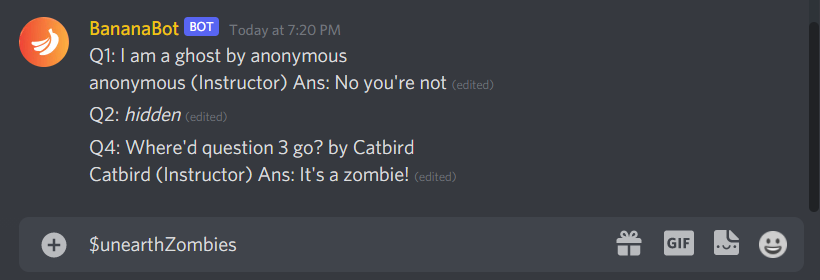 BananaBot BOT Today at 7:20 PM
Q1: I am a ghost by anonymous
anonymous (Instructor) Ans: No you're not (edited)
Q2: hidden (edited)
Q4: Where'd question 3 go? by Catbird
Catbird (Instructor) Ans: It's a zombie! (edited)
$unearthZombies GIF